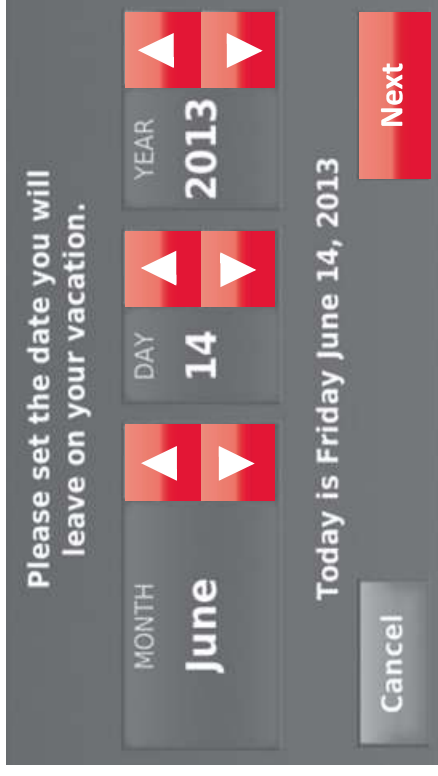 Please set the date you will
leave on your vacation.
MONTH
June
DAY
14
YEAR
2013
Today is Friday June 14, 2013
Cancel
Next